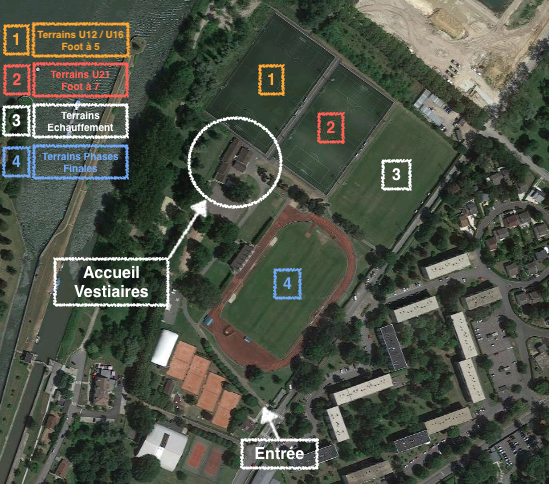 1
Terrains U12 / U16
Foot à 5
2
Terrains U21
Foot à 7
3
Terrains
Echauffement
4
Terrains Phases
Finales
1
2
3
Accueil
Vestiaires
4
Entrée